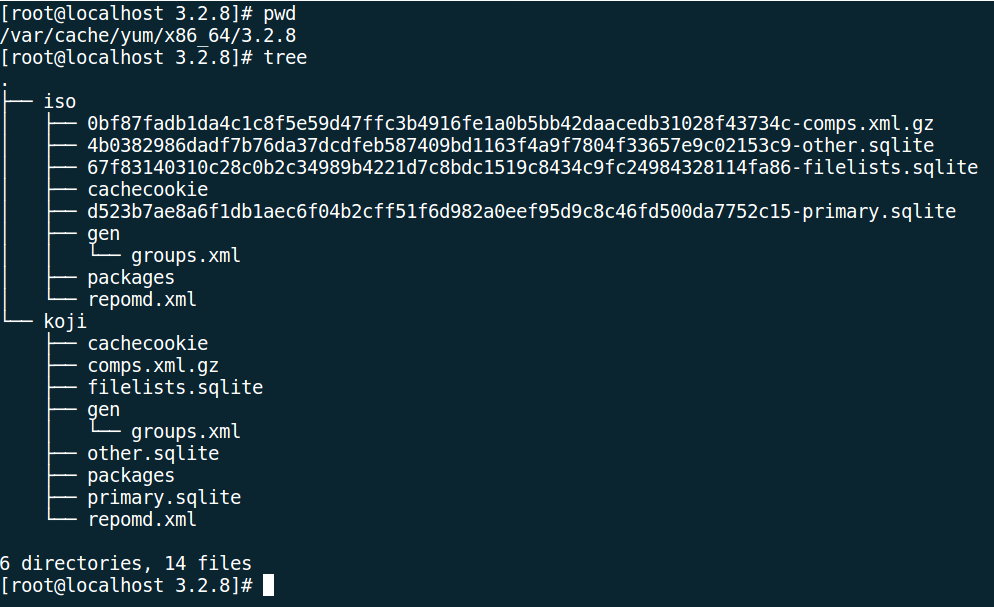 [root@localhost 3.2.8]# pwd
/var/cache/yum/x86_64/3.2.8
[root@localhost 3.2.8]# tree
.
├── iso
│   ├── 0bf87fadb1da4c1c8f5e59d47ffc3b4916fe1a0b5bb42daacedb31028f43734c-comps.xml.gz
│   ├── 4b0382986dadf7b76da37dcdfeb587409bd1163f4a9f7804f33657e9c02153c9-other.sqlite
│   ├── 67f83140310c28c0b2c34989b4221d7c8bdc1519c8434c9fc24984328114fa86-filelists.sqlite
│   ├── cachecookie
│   ├── d523b7ae8a6f1db1aec6f04b2cff51f6d982a0eef95d9c8c46fd500da7752c15-primary.sqlite
│   ├── gen
│   │   └── groups.xml
│   ├── packages
│   └── repomd.xml
└── koji
    ├── cachecookie
    ├── comps.xml.gz
    ├── filelists.sqlite
    ├── gen
    │   └── groups.xml
    ├── other.sqlite
    ├── packages
    ├── primary.sqlite
    └── repomd.xml

6 directories, 14 files
[root@localhost 3.2.8]#